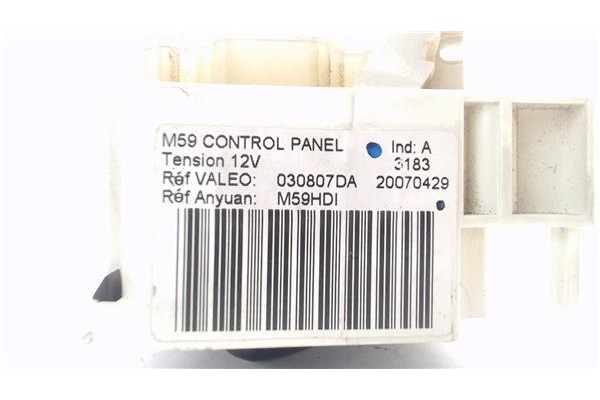 M59 CONTROL PANEL Ind: A
Tension 12V 3183
Réf VALEO: 030807DA 20070429
Réf Anyuan: M59HDI